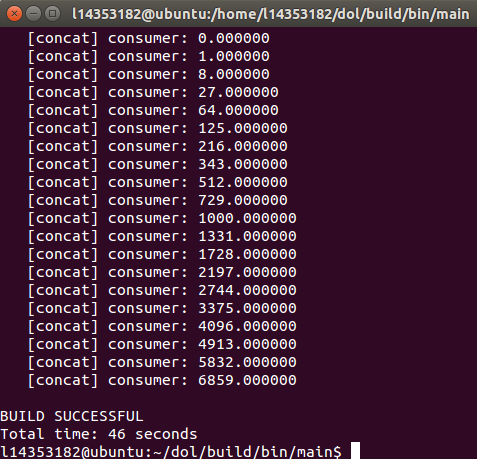 l14353182@ubuntu:/home/l14353182/dol/build/bin/main
[concat] consumer: 0.000000
[concat] consumer: 1.000000
[concat] consumer: 8.000000
[concat] consumer: 27.000000
[concat] consumer: 64.000000
[concat] consumer: 125.000000
[concat] consumer: 216.000000
[concat] consumer: 343.000000
[concat] consumer: 512.000000
[concat] consumer: 729.000000
[concat] consumer: 1000.000000
[concat] consumer: 1331.000000
[concat] consumer: 1728.000000
[concat] consumer: 2197.000000
[concat] consumer: 2744.000000
[concat] consumer: 3375.000000
[concat] consumer: 4096.000000
[concat] consumer: 4913.000000
[concat] consumer: 5832.000000
[concat] consumer: 6859.000000
BUILD SUCCESSFUL
Total time: 46 seconds
l14353182@ubuntu:~/dol/build/bin/main$